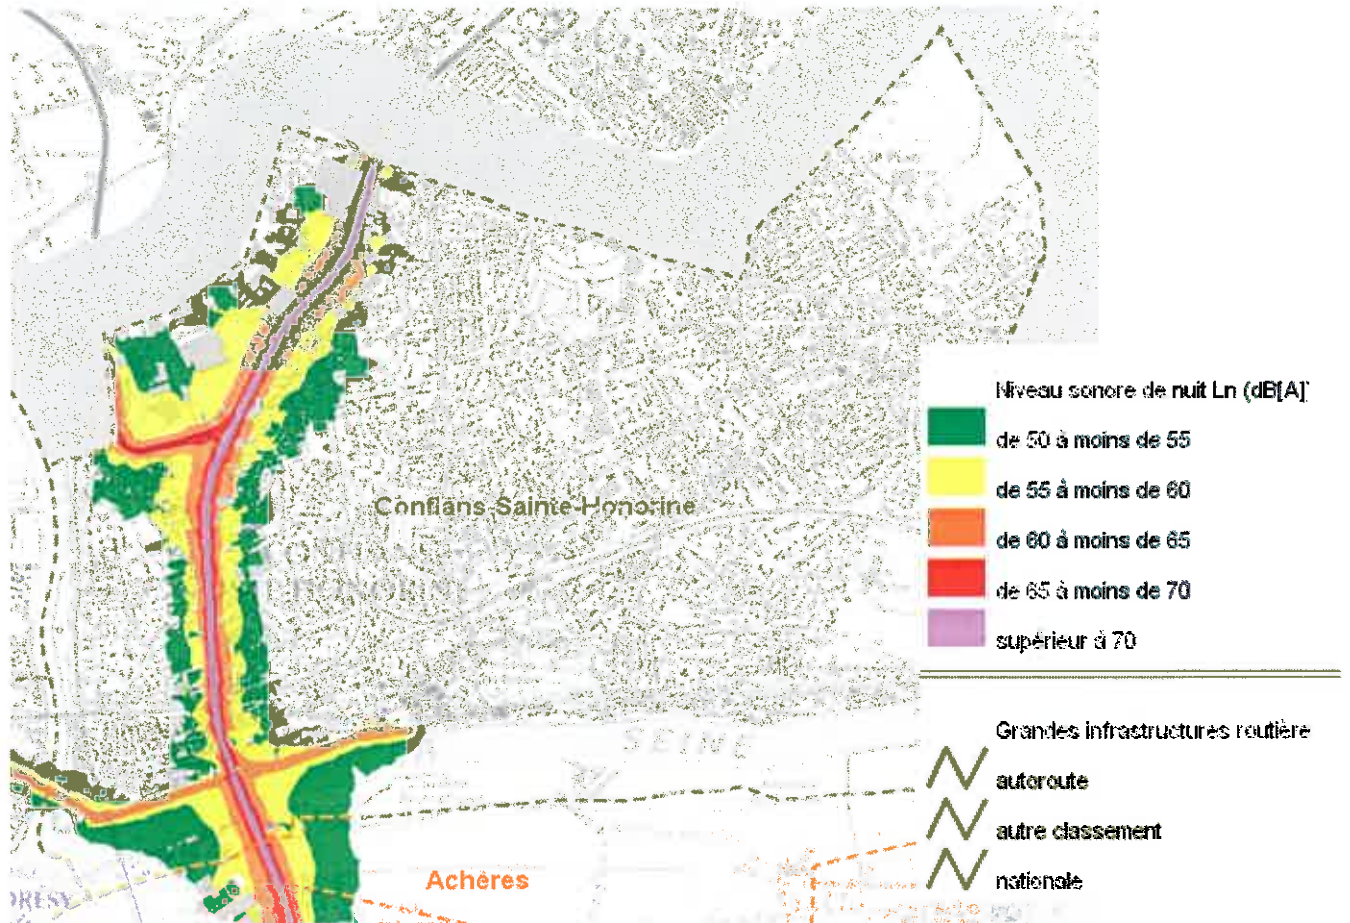 Conflans Sainte-Honorine
SEINE
Achères
Niveau sonore de nuit Ln (dB[A])
de 50 à moins de 55
de 55 à moins de 60
de 60 à moins de 65
de 65 à moins de 70
supérieur à 70
Grandes infrastructures routière
autoroute
autre classement
nationale